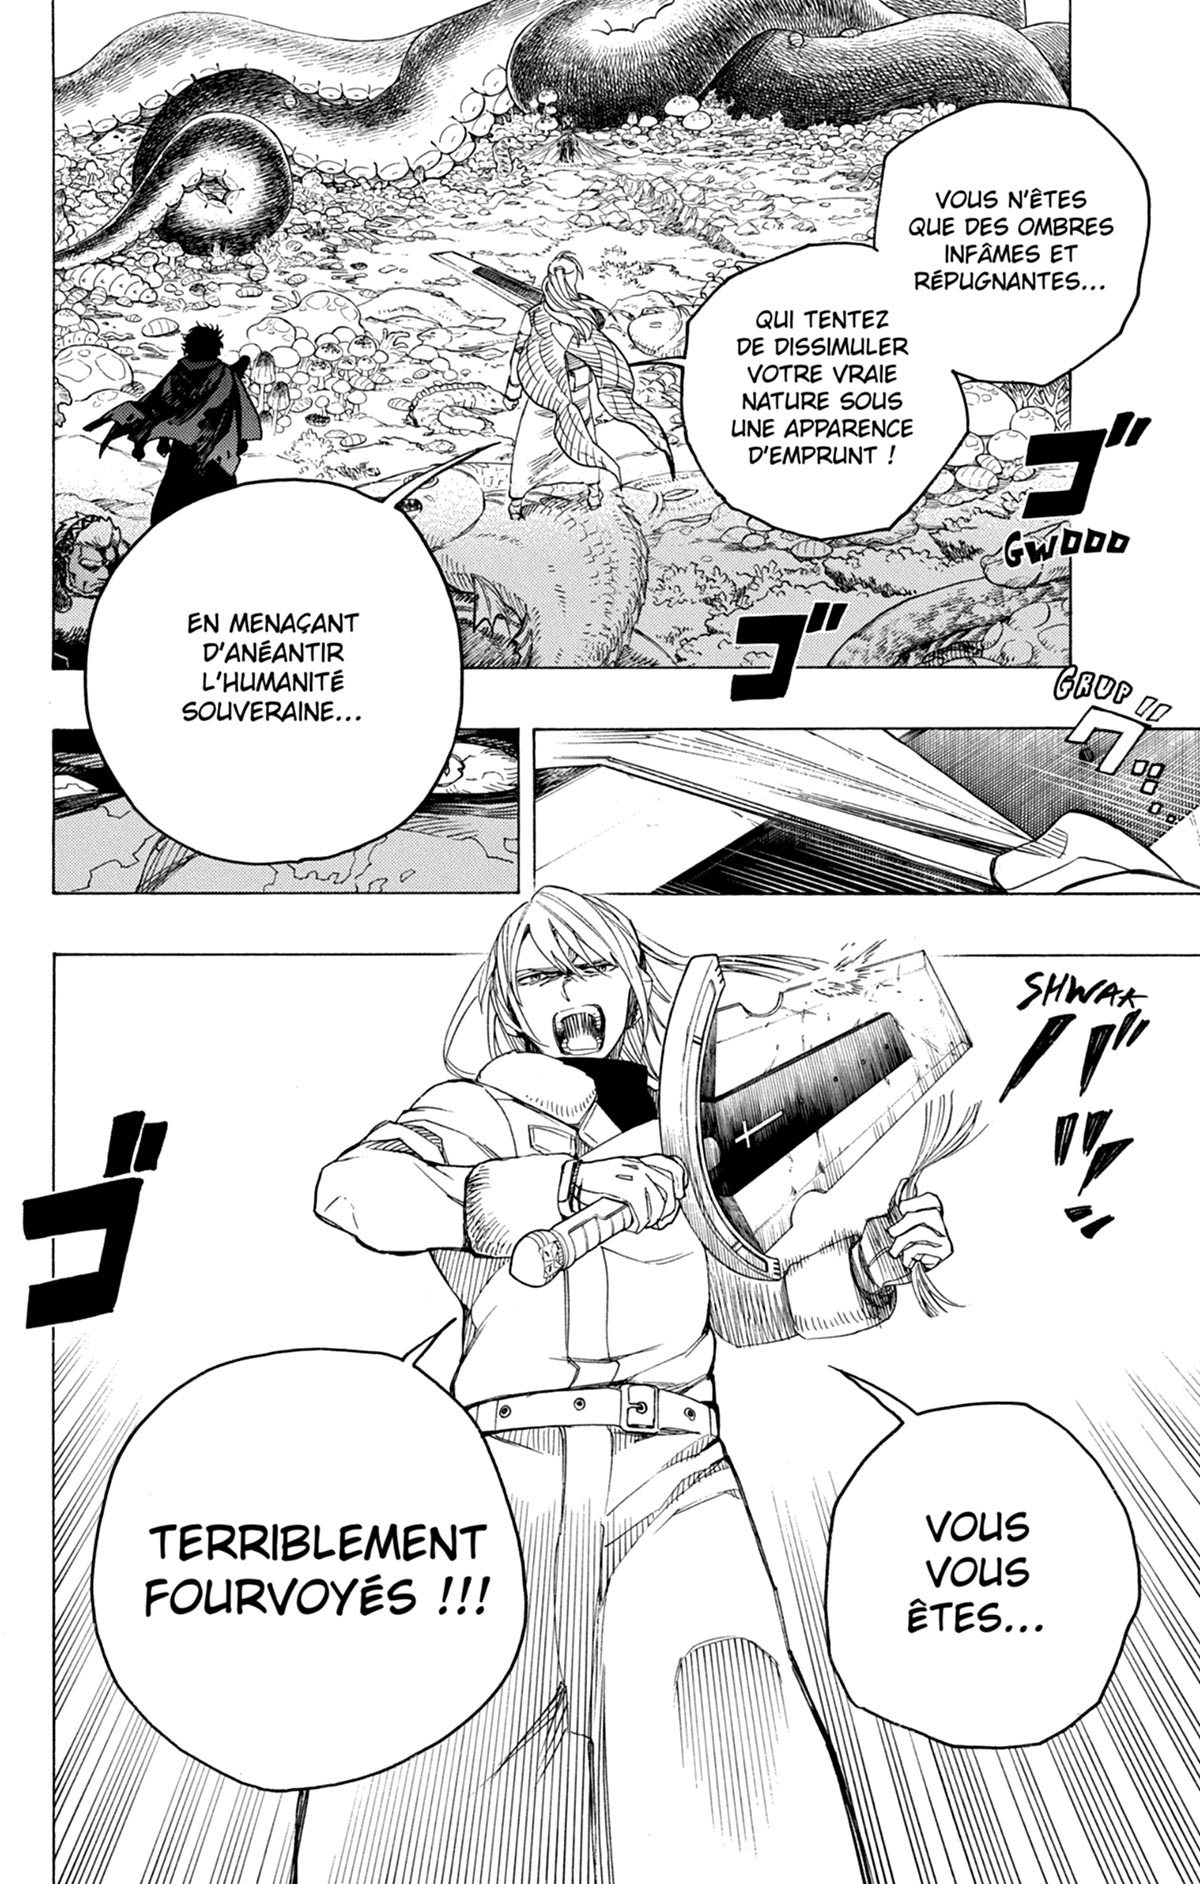 VOUS N'ÊTES
QUE DES OMBRES
INFÂMES ET
RÉPUGNANTES...
QUI TENTEZ
DE DISSIMULER
VOTRE VRAIE
NATURE SOUS
UNE APPARENCE
D'EMPRUNT !
ゴ
GWOOO
ゴ
EN MENAÇANT
D'ANÉANTIR
L'HUMANITÉ
SOUVERAINE...
GRUP
グ
SHWAK
バ
ゴ
VOUS
VOUS
ÊTES...
TERRIBLEMENT
FOURVOYÉS !!!